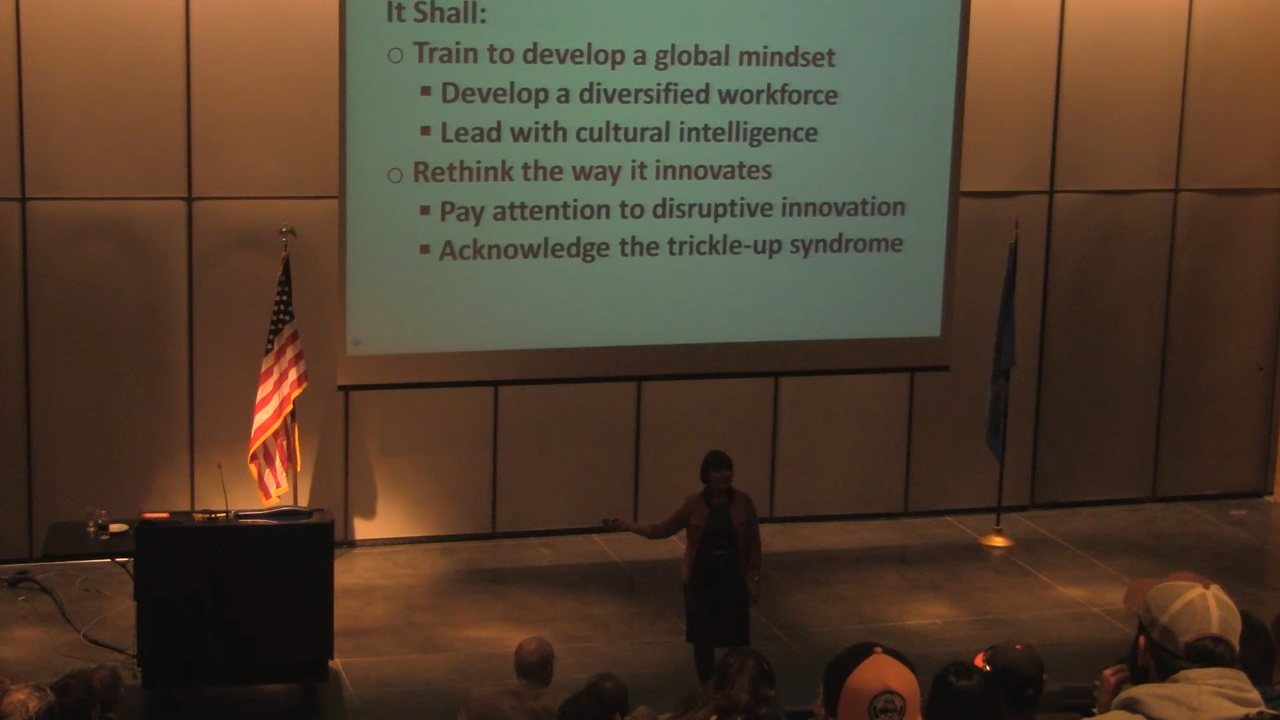 It Shall:
○ Train to develop a global mindset
▪ Develop a diversified workforce
▪ Lead with cultural intelligence
○ Rethink the way it innovates
▪ Pay attention to disruptive innovation
▪ Acknowledge the trickle-up syndrome